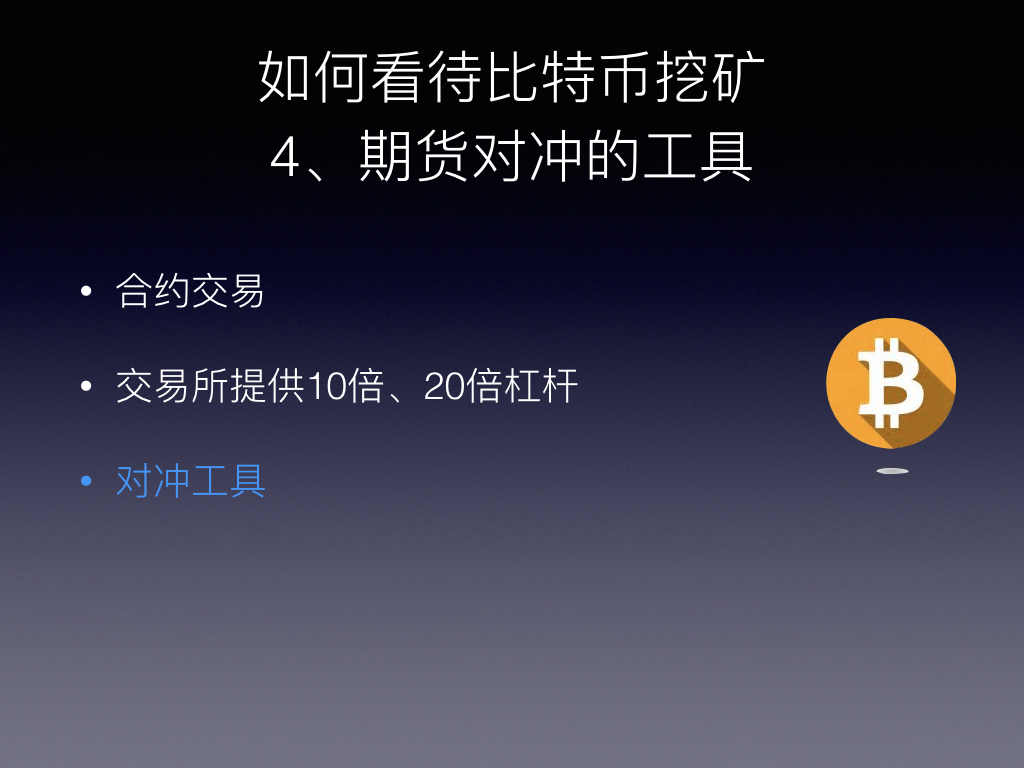 如何看待比特币挖矿
4、期货对冲的工具
• 合约交易
• 交易所提供10倍、20倍杠杆
• 对冲工具